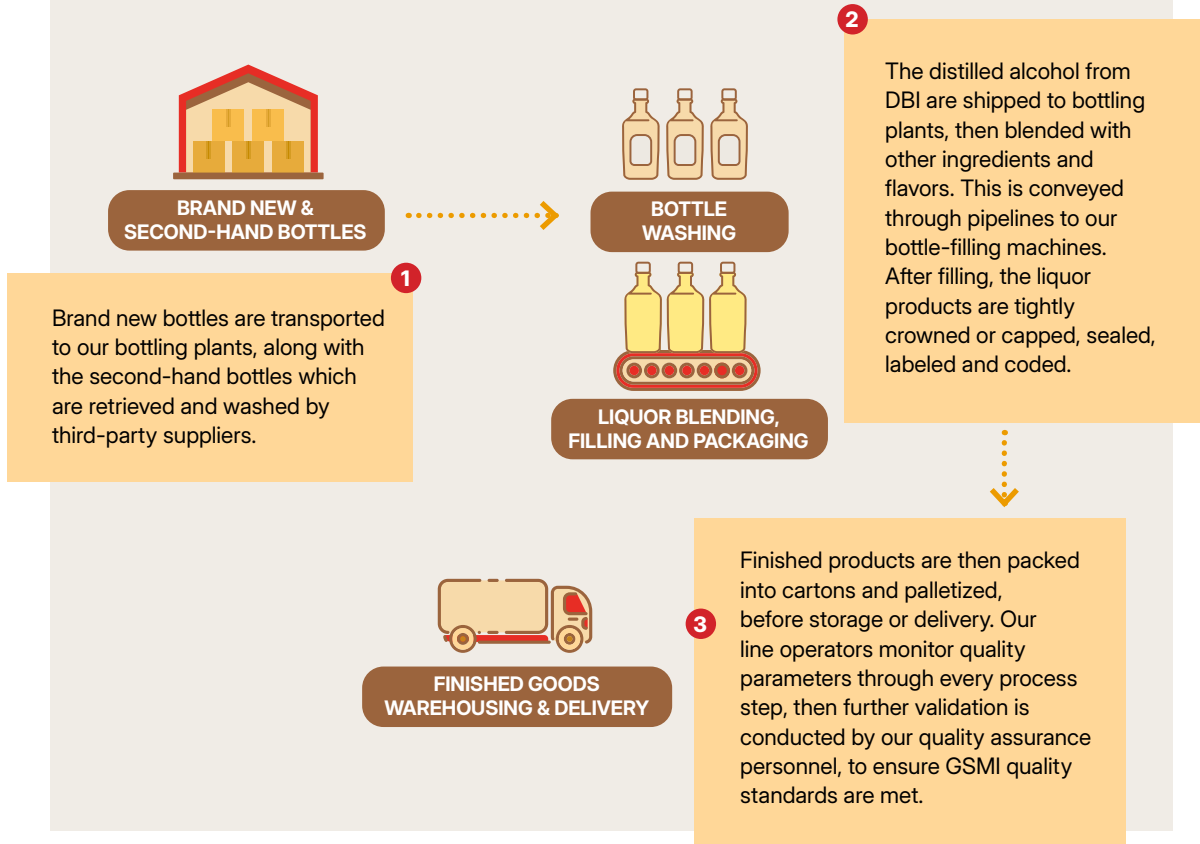 BRAND NEW &
SECOND-HAND BOTTLES
1
Brand new bottles are transported
to our bottling plants, along with
the second-hand bottles which
are retrieved and washed by
third-party suppliers.
BOTTLE
WASHING
LIQUOR BLENDING,
FILLING AND PACKAGING
2
The distilled alcohol from
DBI are shipped to bottling
plants, then blended with
other ingredients and
flavors. This is conveyed
through pipelines to our
bottle-filling machines.
After filling, the liquor
products are tightly
crowned or capped, sealed,
labeled and coded.
FINISHED GOODS
WAREHOUSING & DELIVERY
3
Finished products are then packed
into cartons and palletized,
before storage or delivery. Our
line operators monitor quality
parameters through every process
step, then further validation is
conducted by our quality assurance
personnel, to ensure GSMI quality
standards are met.